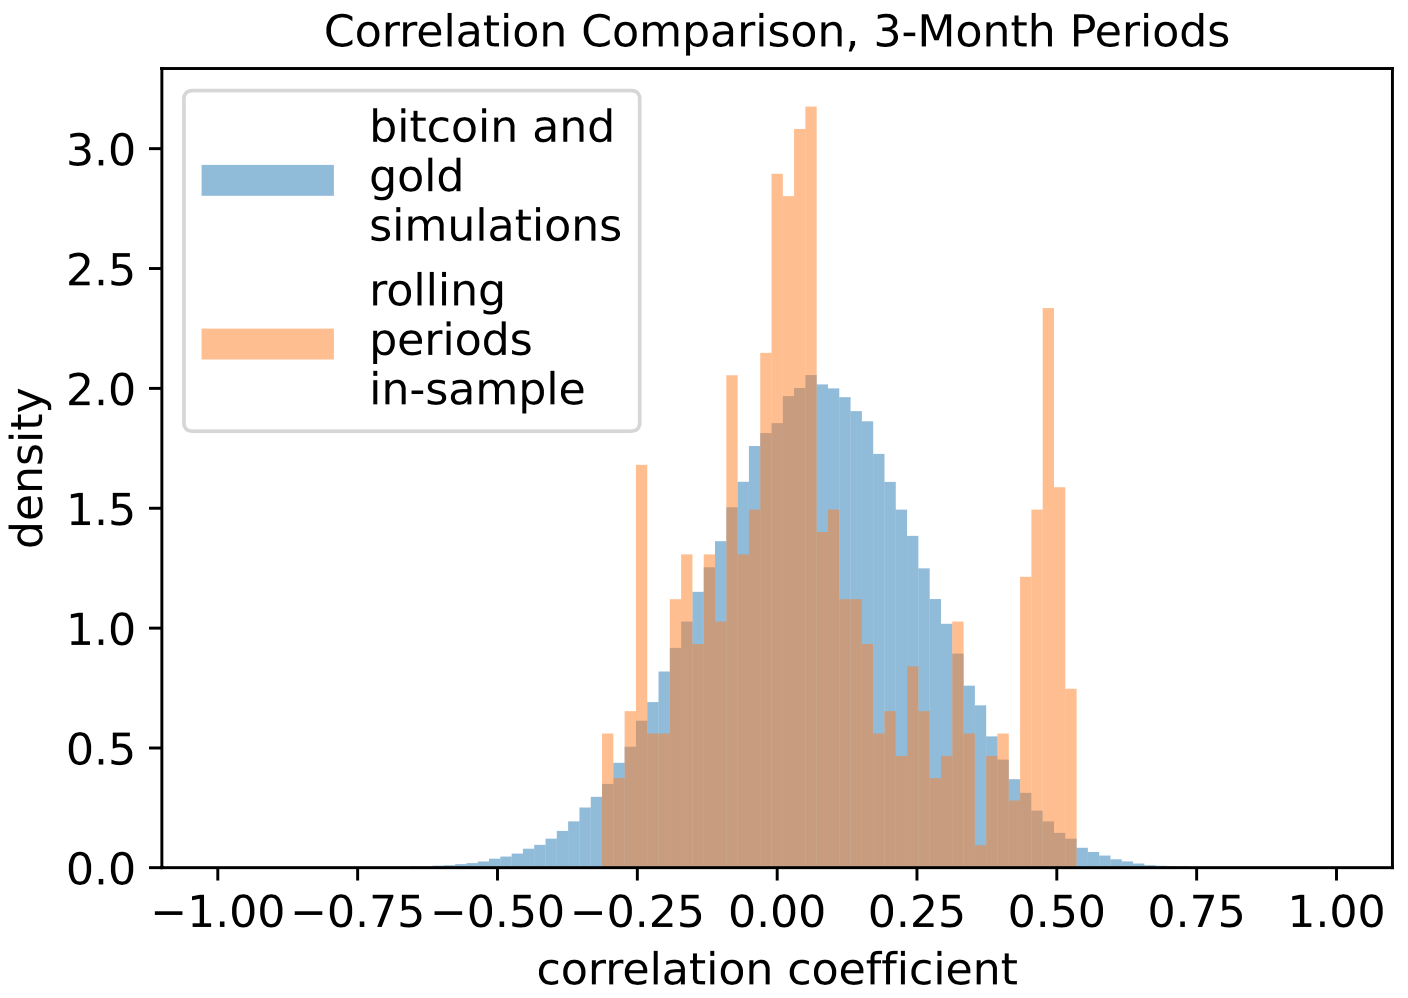 Correlation Comparison, 3-Month Periods
bitcoin and
gold
simulations
rolling
periods
in-sample
density
3.0
2.5
2.0
1.5
1.0
0.5
0.0
−1.00 −0.75 −0.50 −0.25 0.00 0.25 0.50 0.75 1.00
correlation coefficient